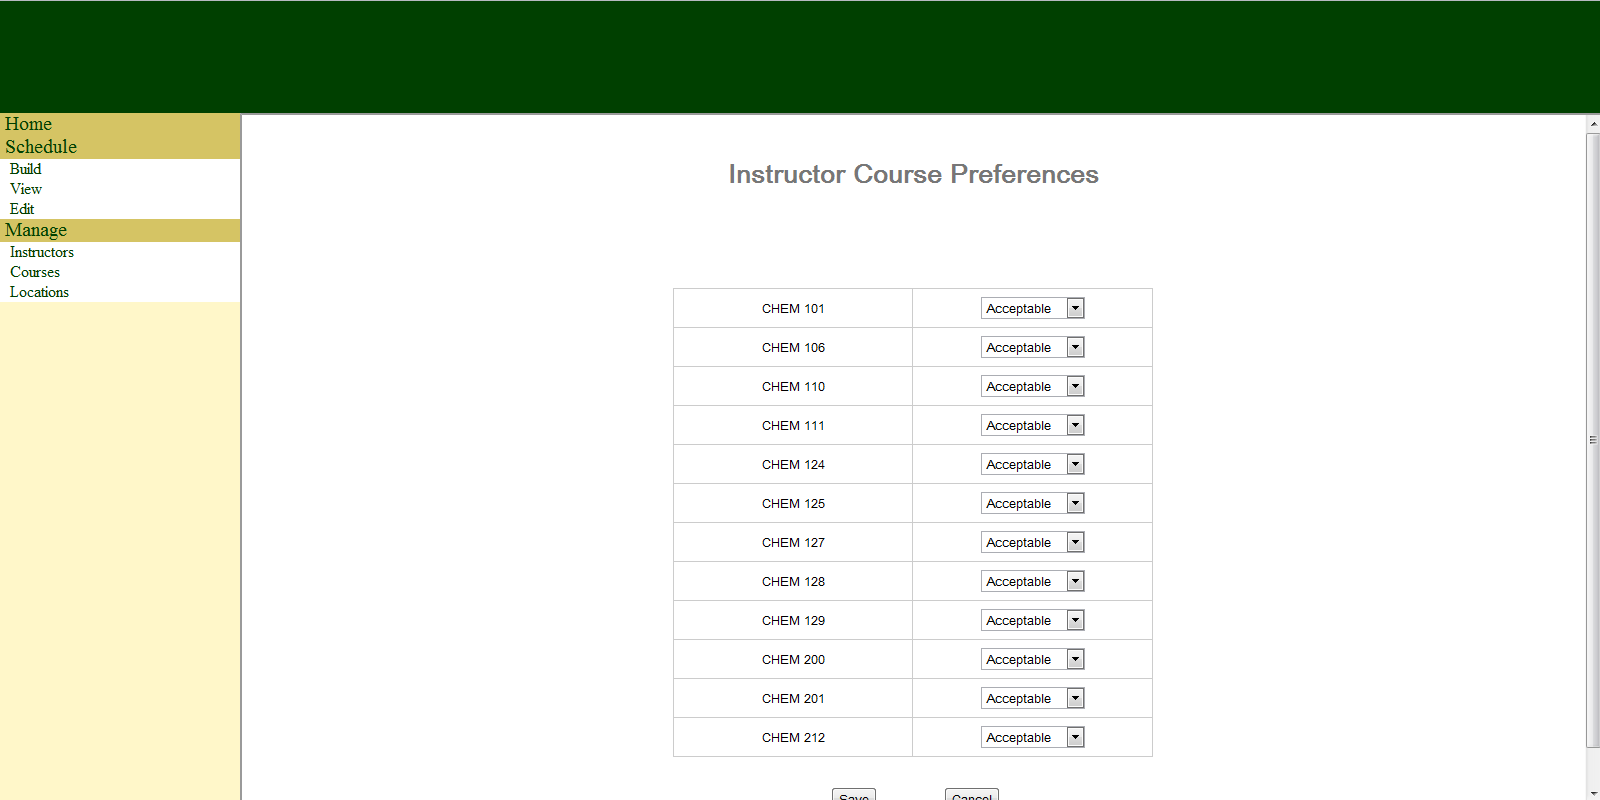 Home
Schedule
Build
View
Edit
Manage
Instructors
Courses
Locations
Instructor Course Preferences
CHEM 101 Acceptable
CHEM 106 Acceptable
CHEM 110 Acceptable
CHEM 111 Acceptable
CHEM 124 Acceptable
CHEM 125 Acceptable
CHEM 127 Acceptable
CHEM 128 Acceptable
CHEM 129 Acceptable
CHEM 200 Acceptable
CHEM 201 Acceptable
CHEM 212 Acceptable
Save Cancel